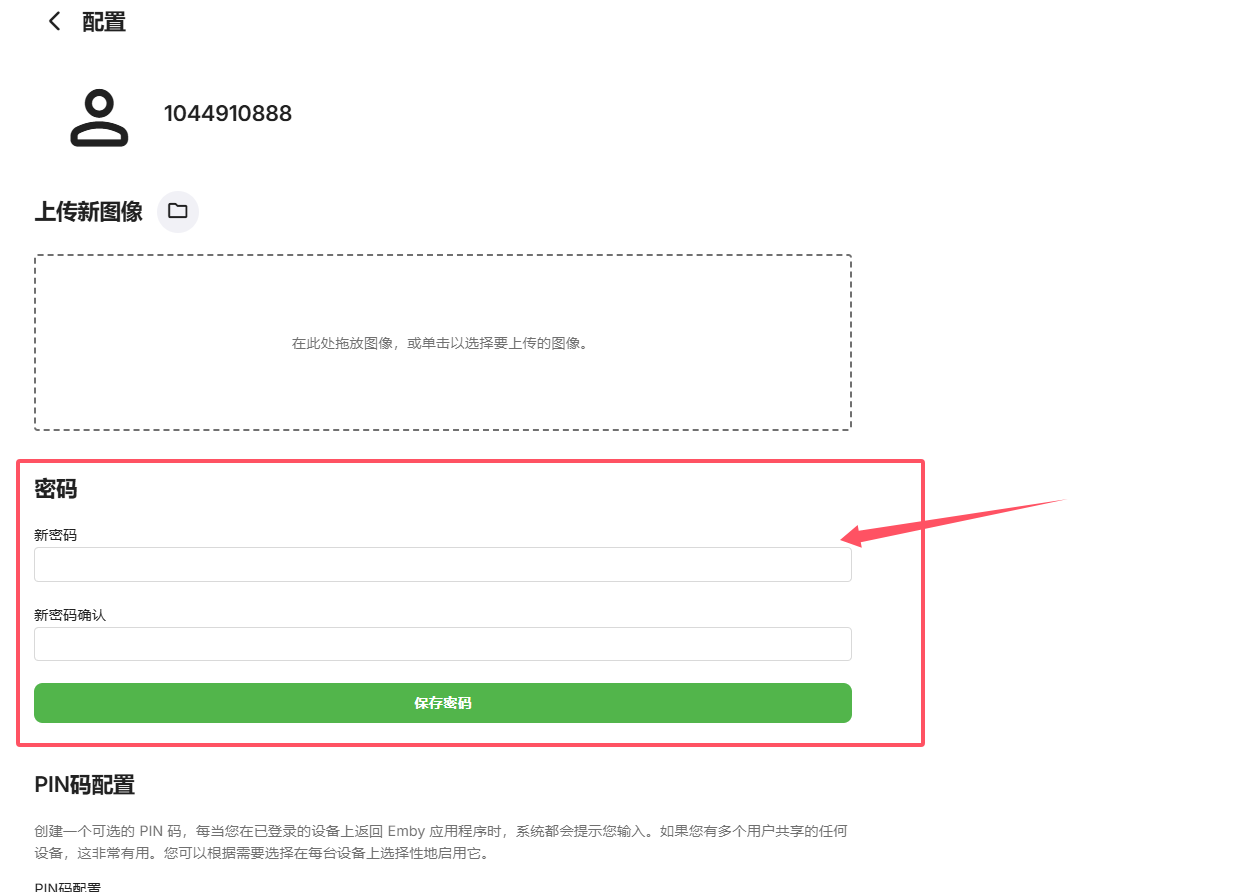 配置
1044910888
上传新图像
在此处拖放图像，或单击以选择要上传的图像。
密码
新密码
新密码确认
保存密码
PIN码配置
创建一个可选的 PIN 码，每当您在已登录的设备上返回 Emby 应用程序时，系统都会提示您输入。如果您有多个用户共享的任何
设备，这非常有用。您可以根据需要选择在每台设备上选择性地启用它。
PIN码配置